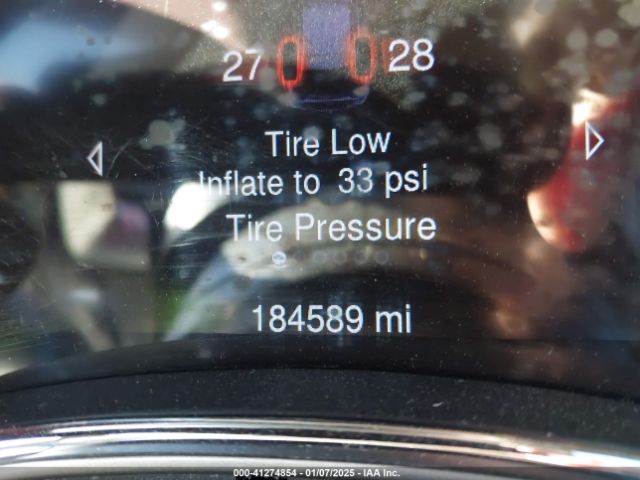 27 28
Tire Low
Inflate to 33 psi
Tire Pressure
184589 mi
000-41274854 - 01/07/2025 - IAA Inc.